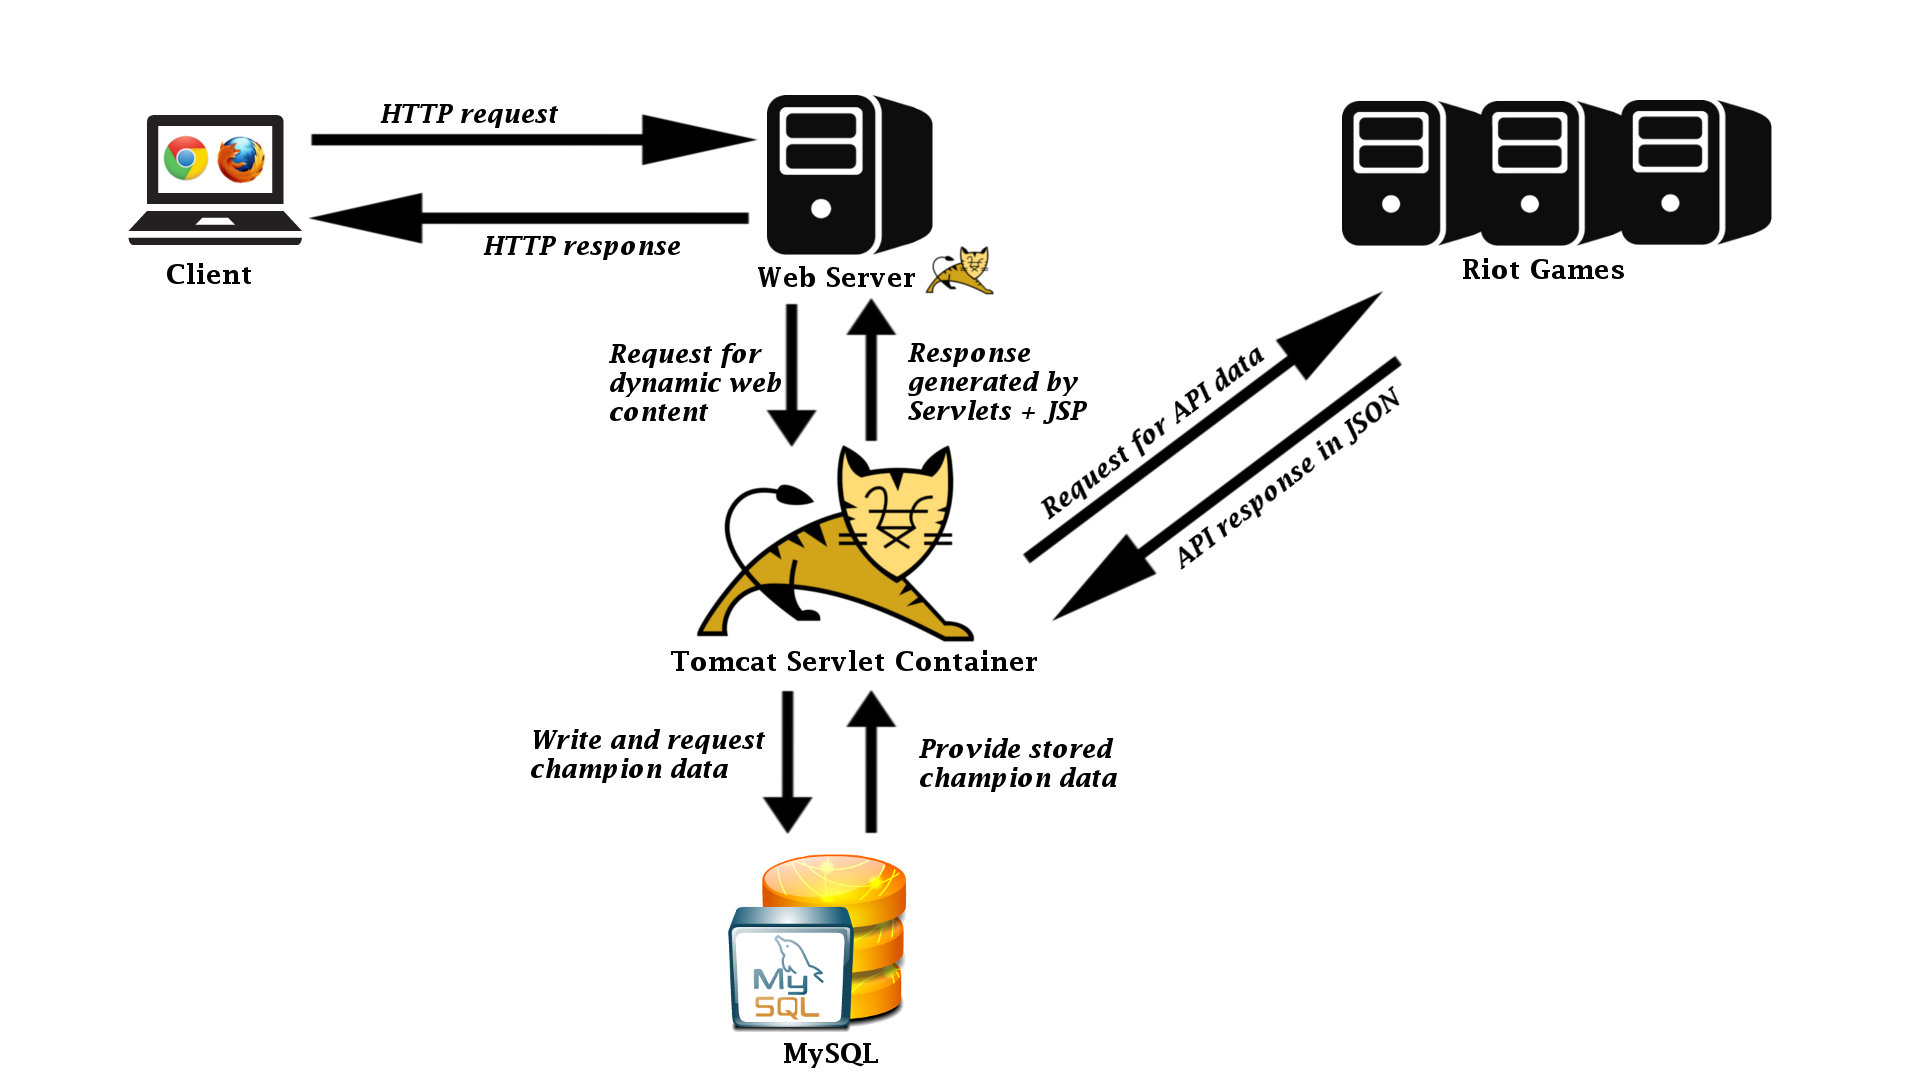 HTTP request
HTTP response
Client
Web Server
Riot Games
Request for
dynamic web
content
Response
generated by
Servlets + JSP
Request for API data
API response in JSON
Tomcat Servlet Container
Write and request
champion data
Provide stored
champion data
My
SQL
MySQL